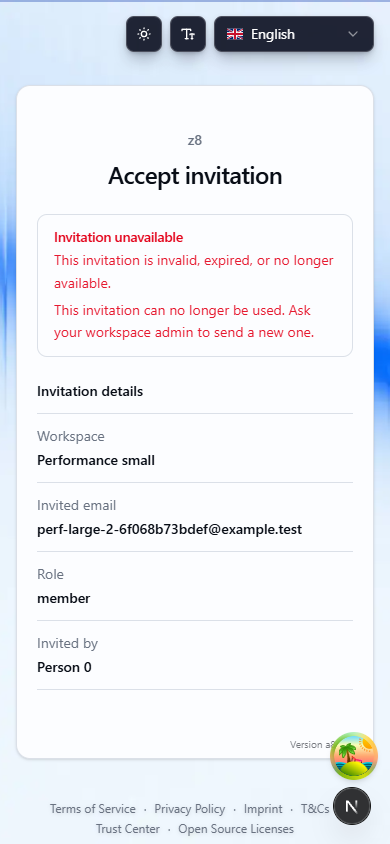 English
z8
Accept invitation
Invitation unavailable
This invitation is invalid, expired, or no longer
available.
This invitation can no longer be used. Ask
your workspace admin to send a new one.
Invitation details
Workspace
Performance small
Invited email
perf-large-2-6f068b73bdef@example.test
Role
member
Invited by
Person 0
Version
Terms of Service · Privacy Policy · Imprint · T&Cs
Trust Center · Open Source Licenses
N